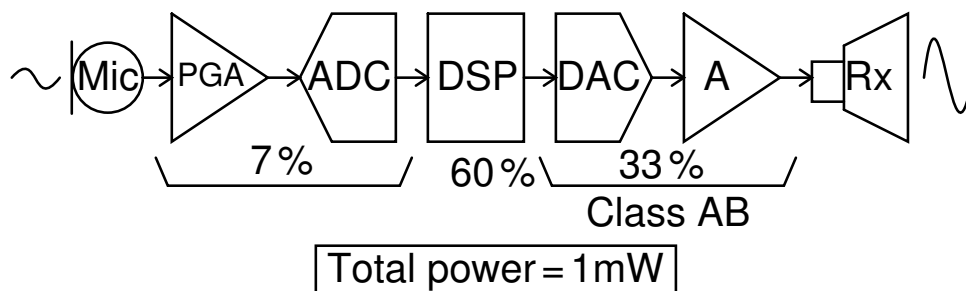 Mic PGA ADC DSP DAC A Rx
7% 60% 33%
Class AB
Total power = 1mW